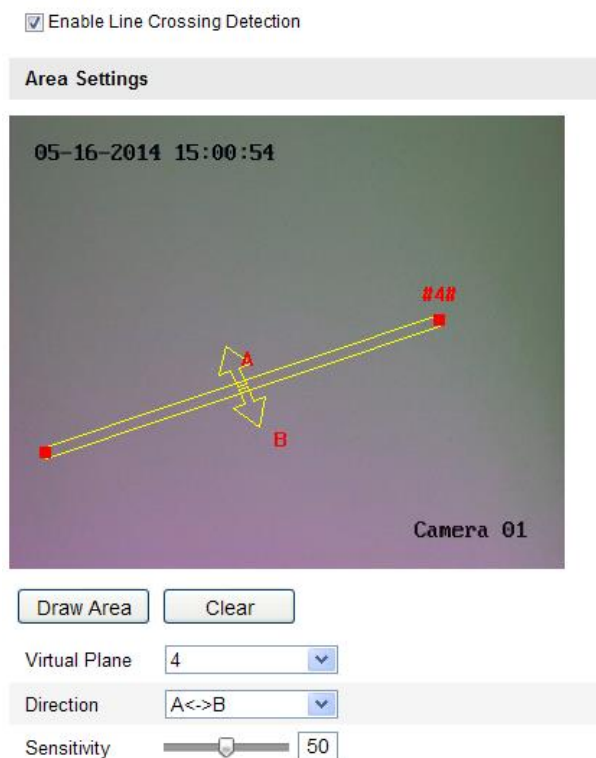 Enable Line Crossing Detection
Area Settings
05-16-2014 15:00:54
#4#
A
B
Camera 01
Draw Area Clear
Virtual Plane 4
Direction A<->B
Sensitivity 50